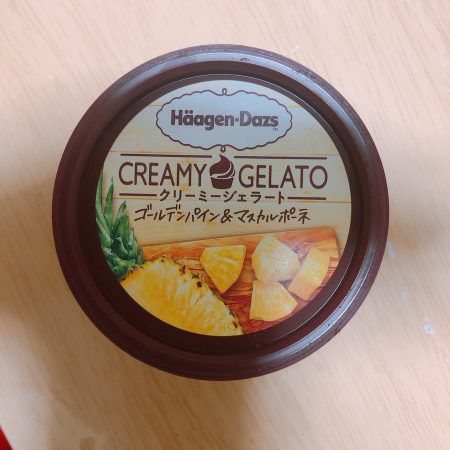 Häagen-Dazs
CREAMY GELATO
クリーミージェラート
ゴールデンパイン&マスカルポーネ